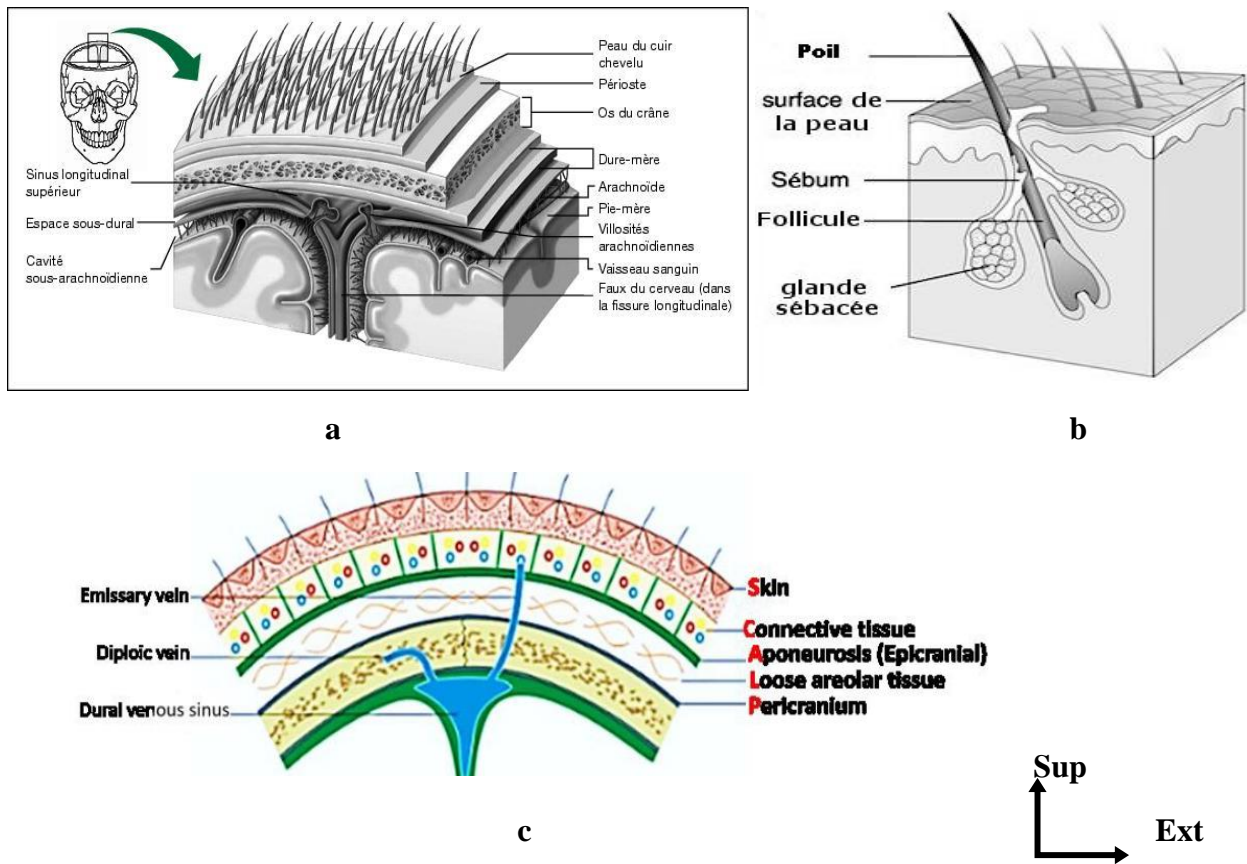 Peau du cuir
chevelu
Périoste
Os du crâne
Dure-mère
Arachnoïde
Pie-mère
Villosités
arachnoïdiennes
Vaisseau sanguin
Faux du cerveau (dans
la fissure longitudinale)
Sinus longitudinal
supérieur
Espace sous-dural
Cavité
sous-arachnoïdienne
a
Poil
surface de
la peau
Sébum
Follicule
glande
sébacée
b
Emissary vein
Diploic vein
Dural venous sinus
Skin
Connective tissue
Aponeurosis (Epicranial)
Loose areolar tissue
Pericranium
c
Sup
Ext